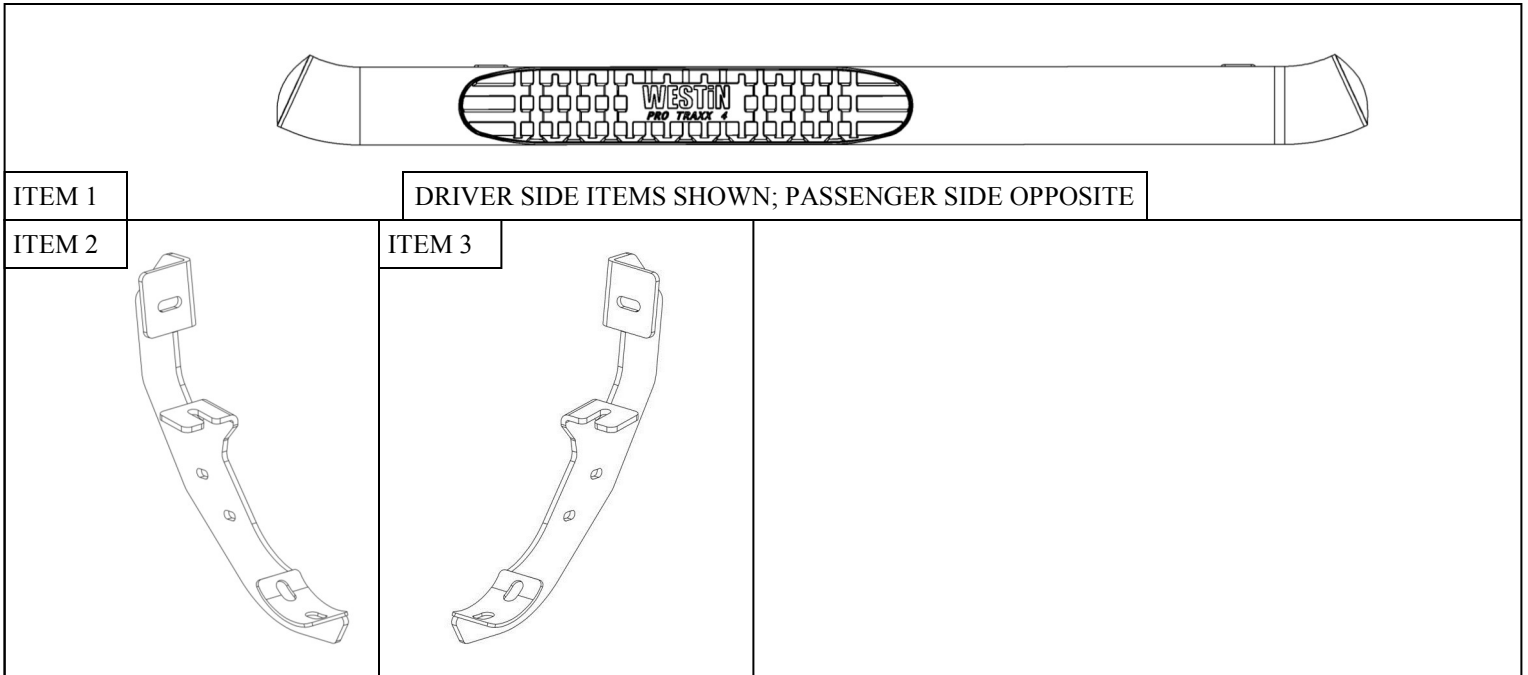 WESTiN
PRO TRAXX 4
ITEM 1
DRIVER SIDE ITEMS SHOWN; PASSENGER SIDE OPPOSITE
ITEM 2
ITEM 3